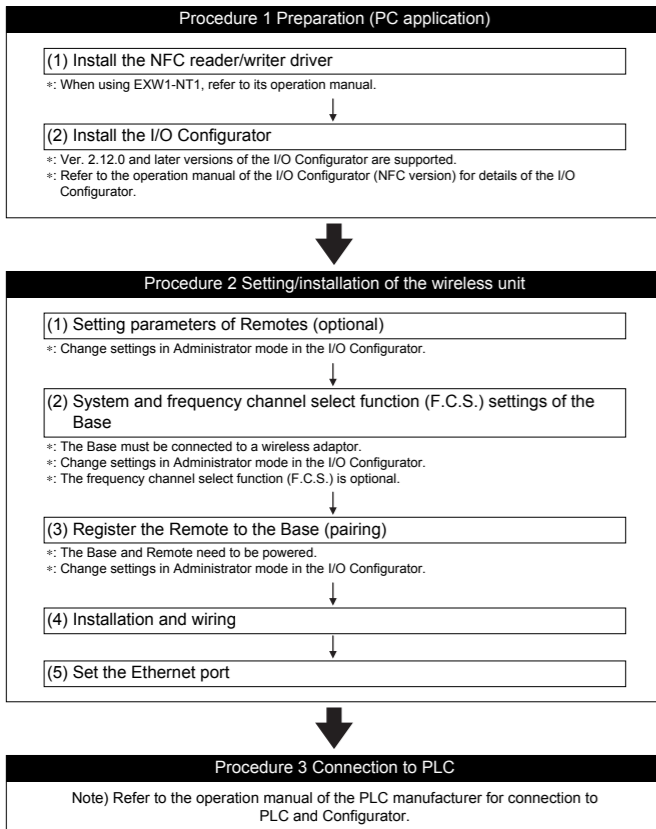 Procedure 1 Preparation (PC application)
(1) Install the NFC reader/writer driver
*: When using EXW1-NT1, refer to its operation manual.
(2) Install the I/O Configurator
*: Ver. 2.12.0 and later versions of the I/O Configurator are supported.
*: Refer to the operation manual of the I/O Configurator (NFC version) for details of the I/O
Configurator.
Procedure 2 Setting/installation of the wireless unit
(1) Setting parameters of Remotes (optional)
*: Change settings in Administrator mode in the I/O Configurator.
(2) System and frequency channel select function (F.C.S.) settings of the
Base
*: The Base must be connected to a wireless adaptor.
*: Change settings in Administrator mode in the I/O Configurator.
*: The frequency channel select function (F.C.S.) is optional.
(3) Register the Remote to the Base (pairing)
*: The Base and Remote need to be powered.
*: Change settings in Administrator mode in the I/O Configurator.
(4) Installation and wiring
(5) Set the Ethernet port
Procedure 3 Connection to PLC
Note) Refer to the operation manual of the PLC manufacturer for connection to
PLC and Configurator.